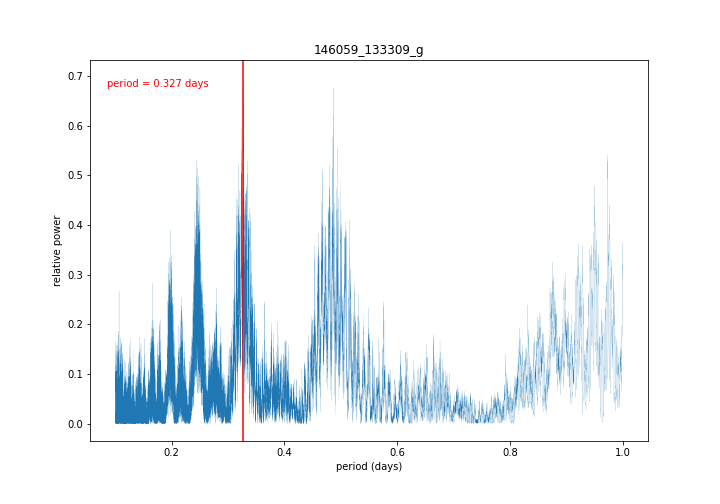 146059_133309_g
period = 0.327 days
relative power
0.7
0.6
0.5
0.4
0.3
0.2
0.1
0.0
0.2 0.4 0.6 0.8 1.0
period (days)